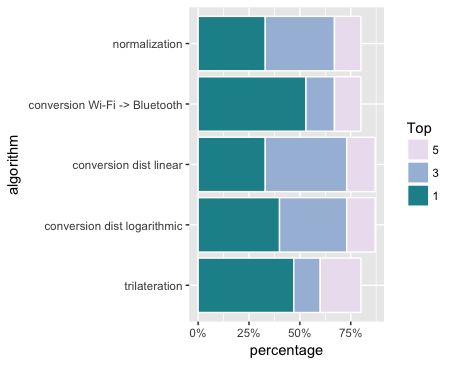 algorithm
normalization
conversion Wi-Fi -> Bluetooth
conversion dist linear
conversion dist logarithmic
trilateration
0%
25%
50%
75%
percentage
Top
5
3
1